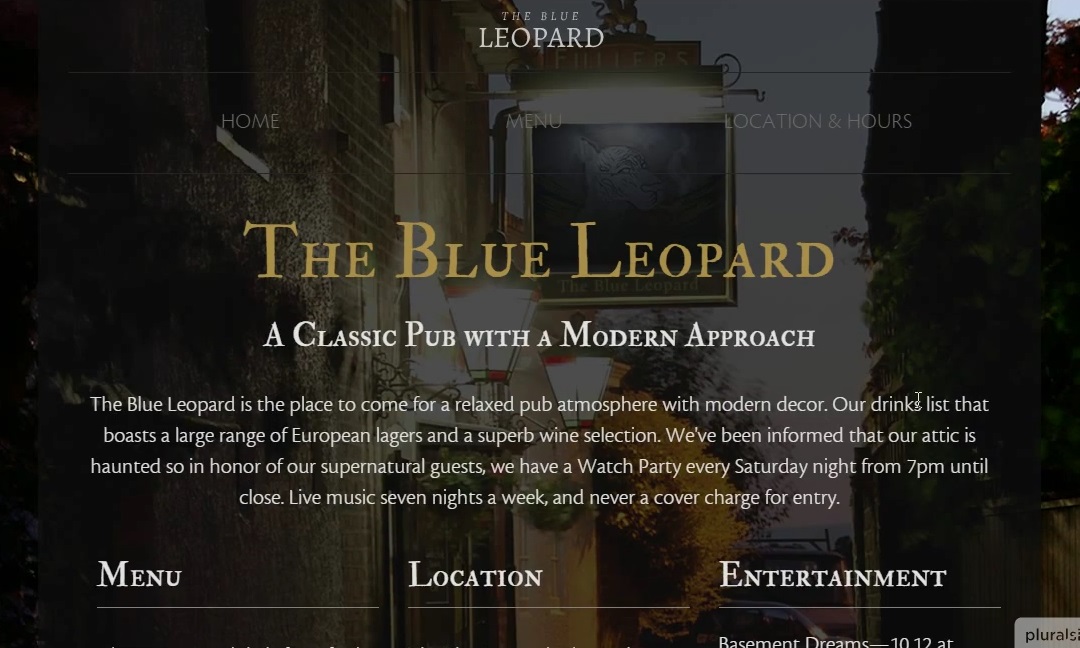 THE BLUE
LEOPARD
FULLERS
HOME MENU LOCATION & HOURS
The Blue Leopard
The Blue Leopard
A Classic Pub with a Modern Approach
The Blue Leopard is the place to come for a relaxed pub atmosphere with modern decor. Our drinks list that
boasts a large range of European lagers and a superb wine selection. We've been informed that our attic is
haunted so in honor of our supernatural guests, we have a Watch Party every Saturday night from 7pm until
close. Live music seven nights a week, and never a cover charge for entry.
Menu Location Entertainment
Basement Dreams—10.12 at